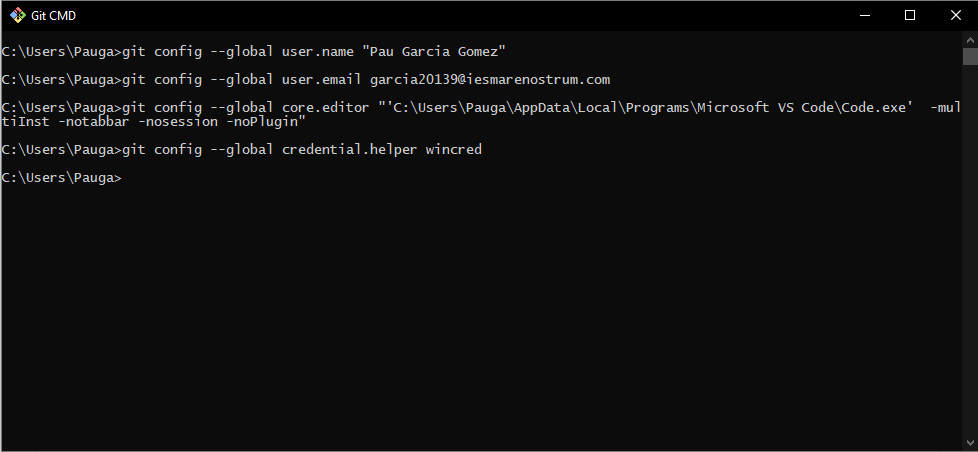 Git CMD
C:\Users\Pauga>git config --global user.name "Pau Garcia Gomez"
C:\Users\Pauga>git config --global user.email garcia20139@iesmarenostrum.com
C:\Users\Pauga>git config --global core.editor "'C:\Users\Pauga\AppData\Local\Programs\Microsoft VS Code\Code.exe'  -mul
tiInst -notabbar -nosession -noPlugin"
C:\Users\Pauga>git config --global credential.helper wincred
C:\Users\Pauga>